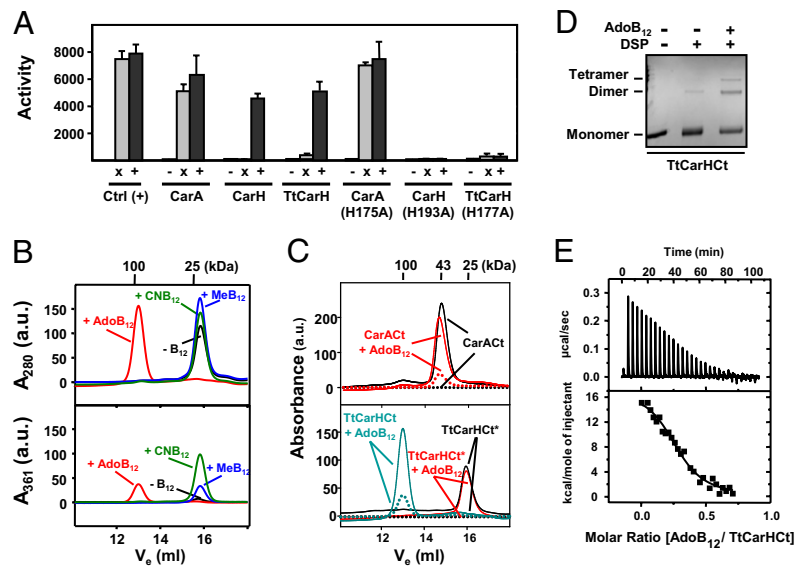 A
Activity
8000
6000
4000
2000
- x + - x + - x + - x + - x + - x + - x +
Ctrl (+) CarA CarH TtCarH CarA (H175A) CarH (H193A) TtCarH (H177A)
D
AdoB12 - - +
DSP - + +
Tetramer
Dimer
Monomer
TtCarHCt
B
100 25 (kDa)
A280 (a.u.)
150
100
50
0
+ AdoB12
+ CNB12
+ MeB12
- B12
A361 (a.u.)
150
100
50
0
+ AdoB12
+ CNB12
+ MeB12
- B12
12 14 16
Ve (ml)
C
100 43 25 (kDa)
Absorbance (a.u.)
200
100
0
CarACt + AdoB12
CarACt
150
100
50
0
TtCarHCt + AdoB12
TtCarHCt* + AdoB12
TtCarHCt*
12 14 16
Ve (ml)
E
Time (min)
0 20 40 60 80 100
µcal/sec
0.3
0.2
0.1
0.0
kcal/mole of injectant
16
12
8
4
0
0.0 0.5 1.0
Molar Ratio [AdoB12/ TtCarHCt]